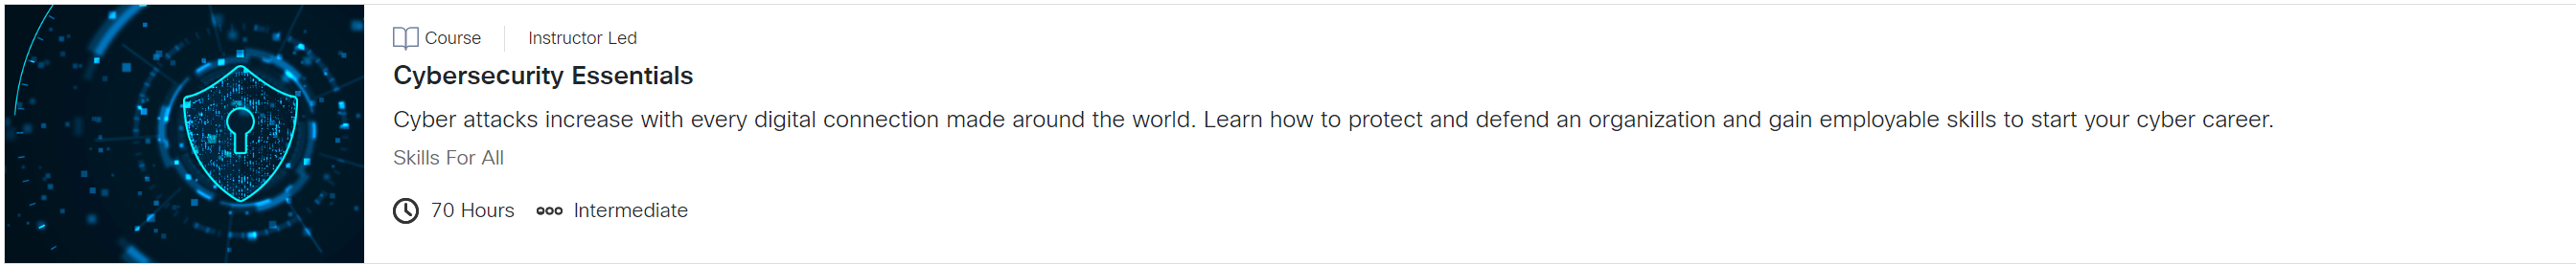 Course Instructor Led
Cybersecurity Essentials
Cyber attacks increase with every digital connection made around the world. Learn how to protect and defend an organization and gain employable skills to start your cyber career.
Skills For All
70 Hours Intermediate